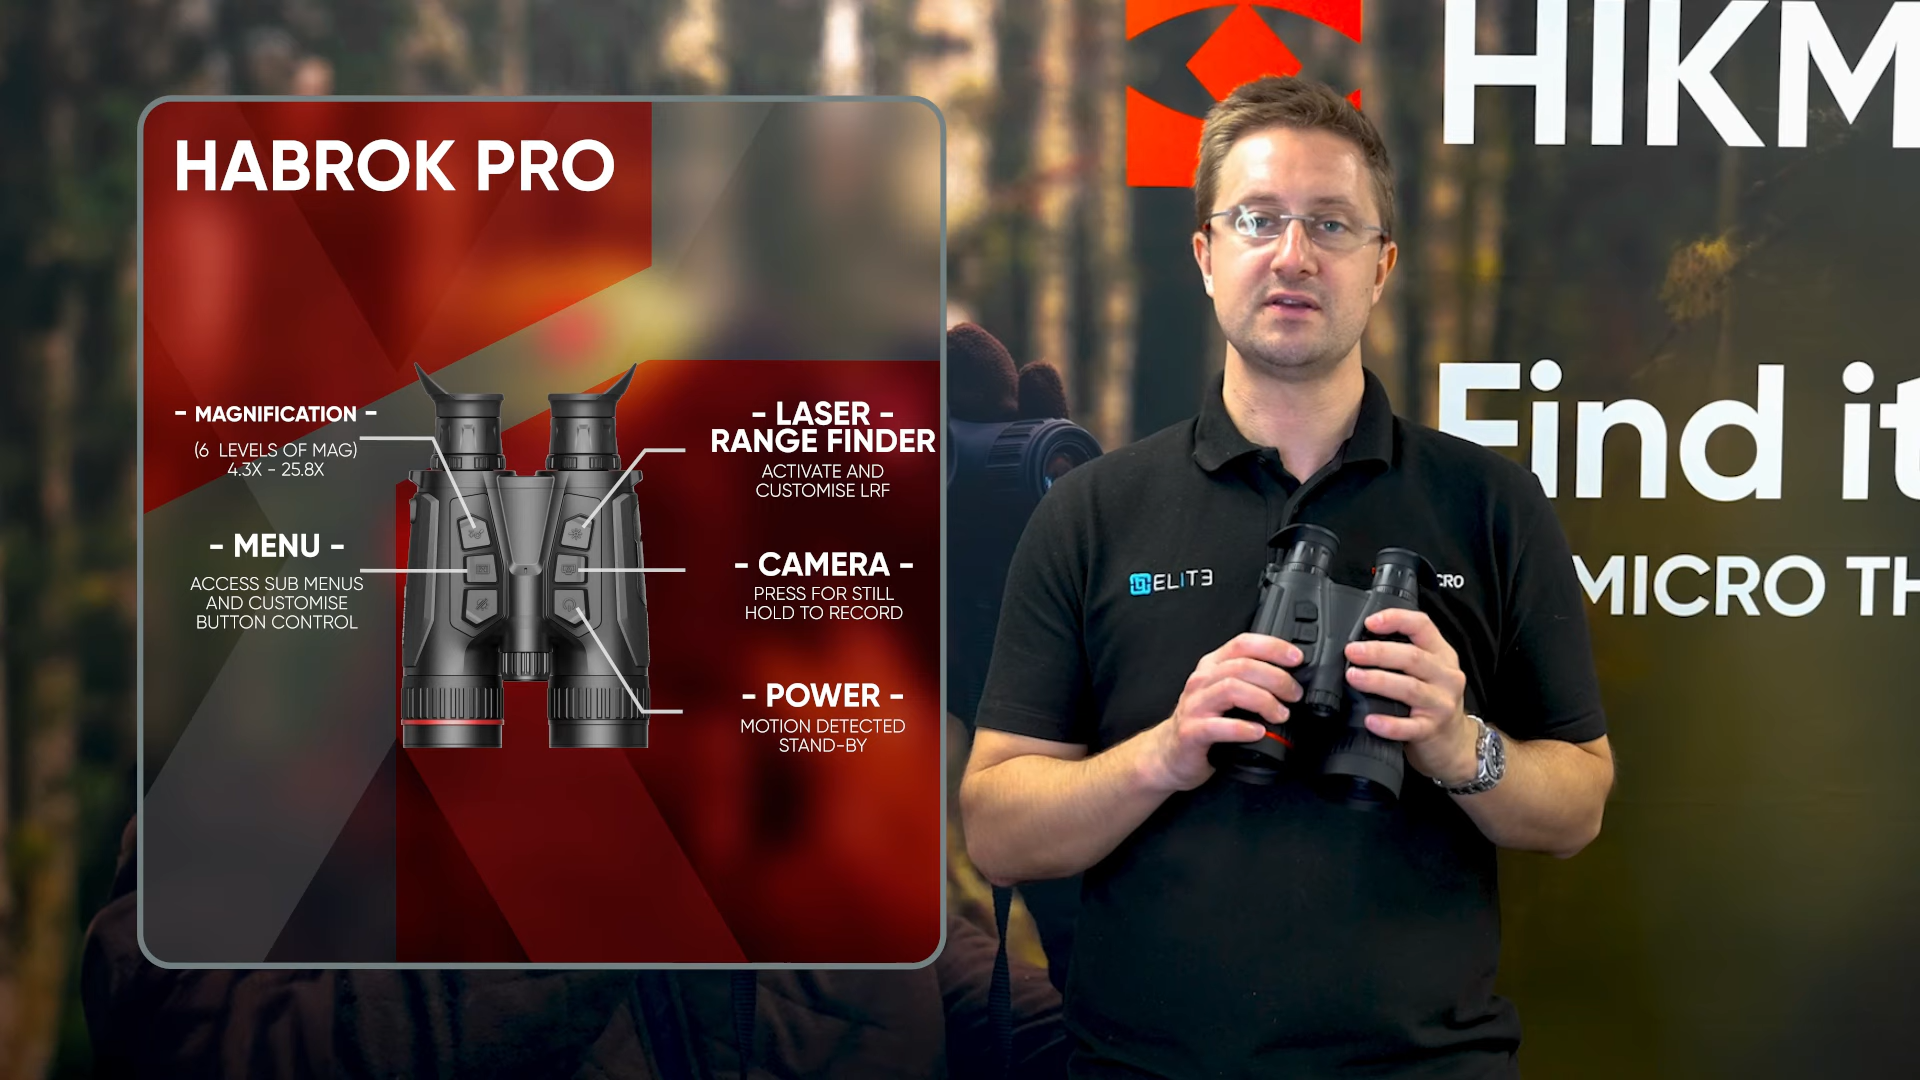 HABROK PRO
- MAGNIFICATION -
(6 LEVELS OF MAG)
4.3X - 25.8X
- MENU -
ACCESS SUB MENUS
AND CUSTOMISE
BUTTON CONTROL
- LASER -
RANGE FINDER
ACTIVATE AND
CUSTOMISE LRF
- CAMERA -
PRESS FOR STILL
HOLD TO RECORD
- POWER -
MOTION DETECTED
STAND-BY
HIKM
Find it
MICRO TH
ELITE
CRO